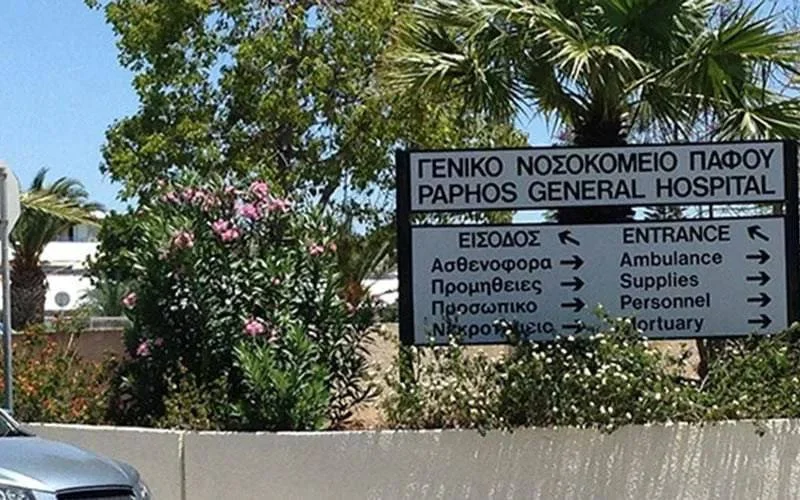 ΓΕΝΙΚΟ ΝΟΣΟΚΟΜΕΙΟ ΠΑΦΟΥ
PAPHOS GENERAL HOSPITAL
ΕΙΣΟΔΟΣ ↖ ENTRANCE ↖
Ασθενοφορα → Ambulance →
Προμηθειες → Supplies →
Προσωπικο → Personnel →
→ Mortuary →